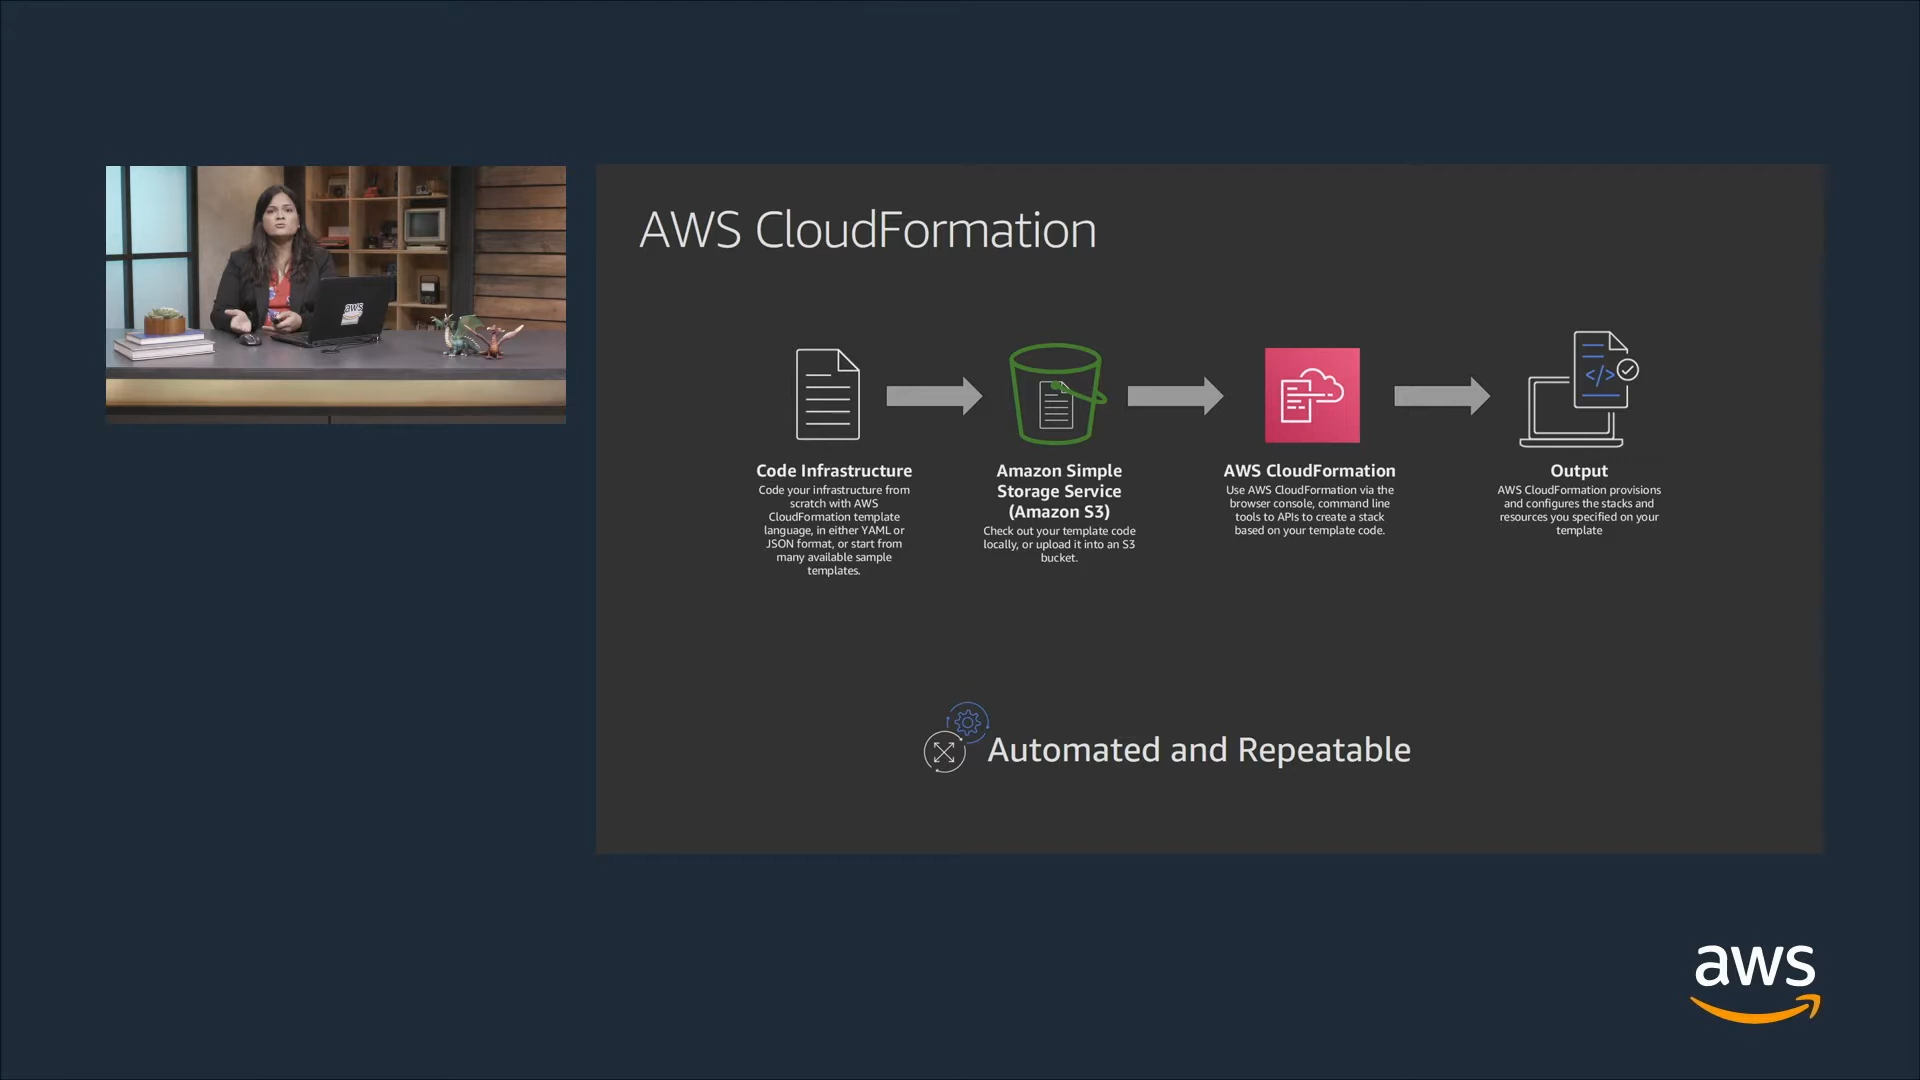 aws
AWS CloudFormation
</>
Code Infrastructure
Code your infrastructure from
scratch with AWS
CloudFormation template
language, in either YAML or
JSON format, or start from
many available sample
templates.
Amazon Simple
Storage Service
(Amazon S3)
Check out your template code
locally, or upload it into an S3
bucket.
AWS CloudFormation
Use AWS CloudFormation via the
browser console, command line
tools to APIs to create a stack
based on your template code.
Output
AWS CloudFormation provisions
and configures the stacks and
resources you specified on your
template
Automated and Repeatable
aws